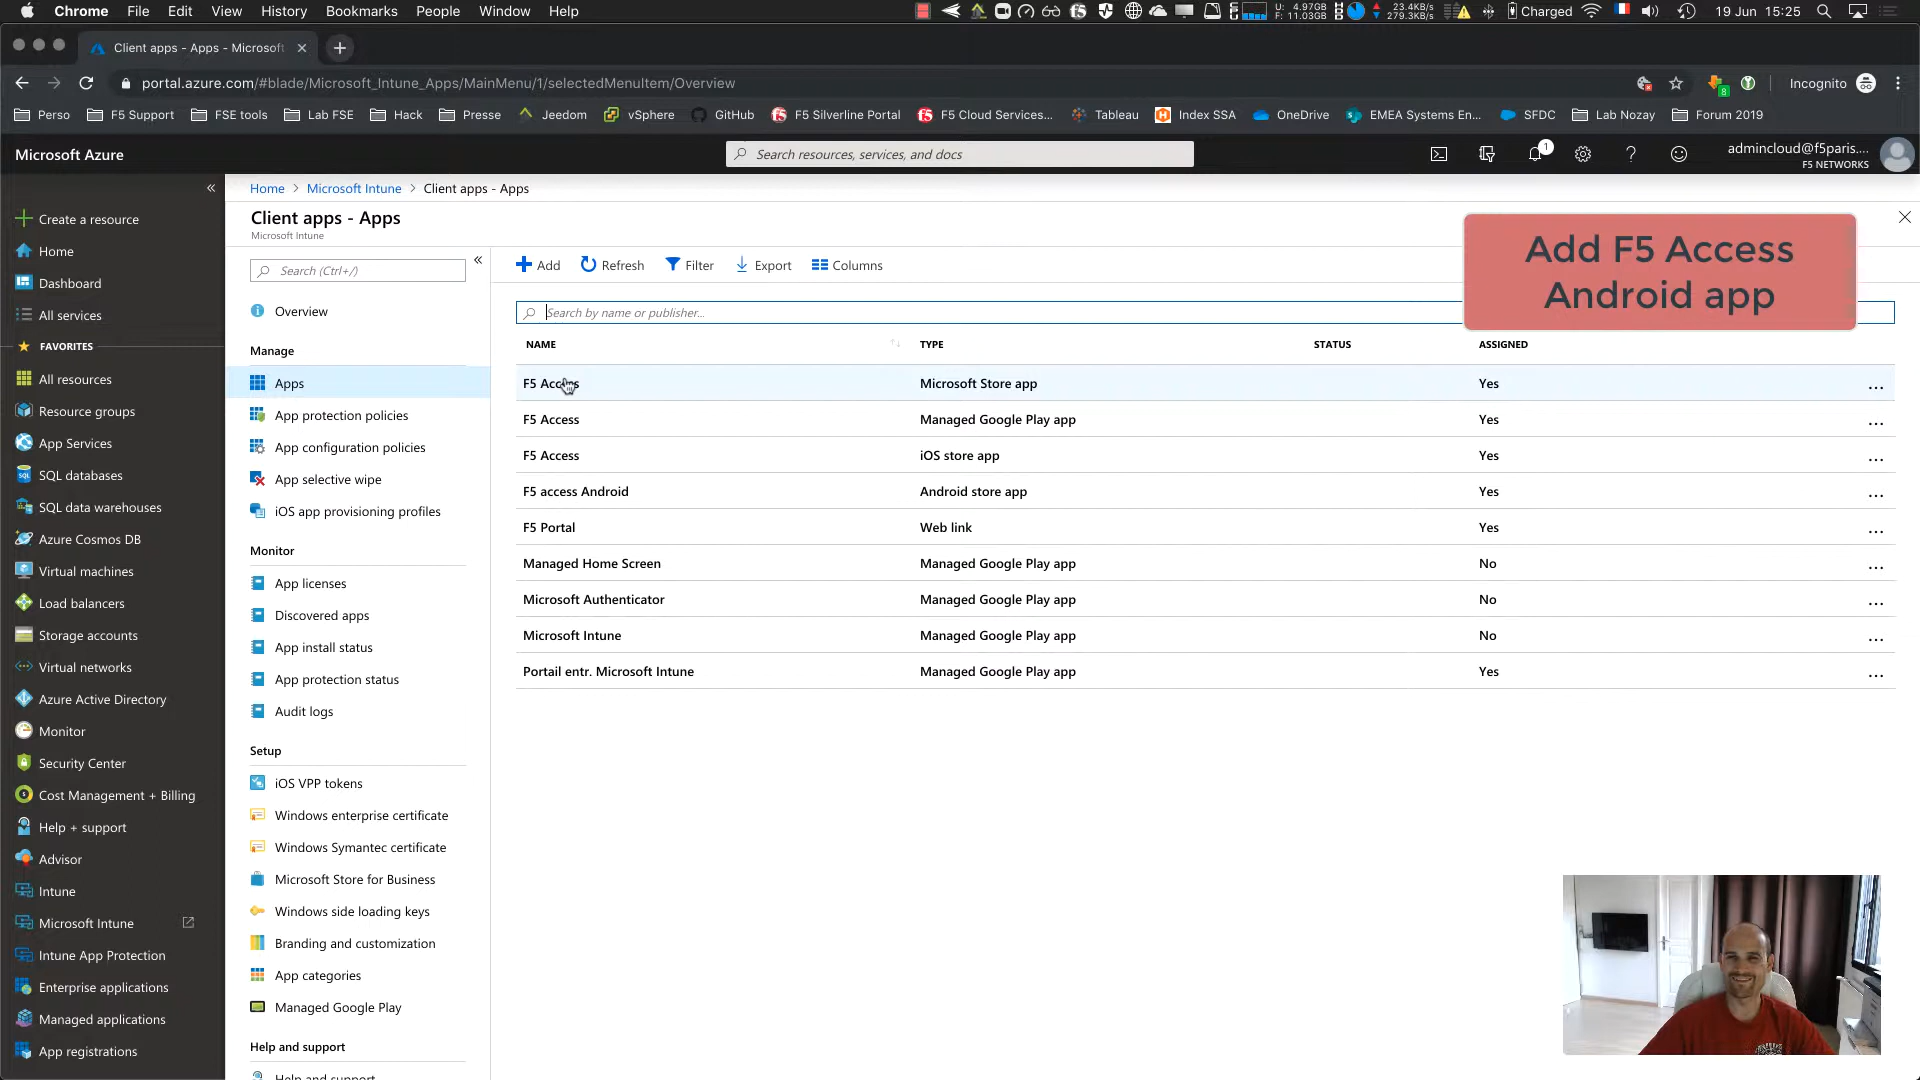 Chrome File Edit View History Bookmarks People Window Help
U: 4.97GB F: 11.03GB 23.4KB/s 279.3KB/s Charged 19 Jun 15:25
Client apps - Apps - Microsoft
portal.azure.com/#blade/Microsoft_Intune_Apps/MainMenu/1/selectedMenuItem/Overview
8 Incognito
Perso F5 Support FSE tools Lab FSE Hack Presse Jeedom vSphere GitHub F5 Silverline Portal F5 Cloud Services... Tableau Index SSA OneDrive EMEA Systems En... SFDC Lab Nozay Forum 2019
Microsoft Azure
Search resources, services, and docs
1
admincloud@f5paris....
F5 NETWORKS
Create a resource
Home
Dashboard
All services
FAVORITES
All resources
Resource groups
App Services
SQL databases
SQL data warehouses
Azure Cosmos DB
Virtual machines
Load balancers
Storage accounts
Virtual networks
Azure Active Directory
Monitor
Security Center
Cost Management + Billing
Help + support
Advisor
Intune
Microsoft Intune
Intune App Protection
Enterprise applications
Managed applications
App registrations
Home > Microsoft Intune > Client apps - Apps
Client apps - Apps
Microsoft Intune
Search (Ctrl+/)
Overview
Manage
Apps
App protection policies
App configuration policies
App selective wipe
iOS app provisioning profiles
Monitor
App licenses
Discovered apps
App install status
App protection status
Audit logs
Setup
iOS VPP tokens
Windows enterprise certificate
Windows Symantec certificate
Microsoft Store for Business
Windows side loading keys
Branding and customization
App categories
Managed Google Play
Help and support
Help and support
Add Refresh Filter Export Columns
Add F5 Access
Android app
Search by name or publisher...
NAME TYPE STATUS ASSIGNED
F5 Access Microsoft Store app Yes ...
F5 Access Managed Google Play app Yes ...
F5 Access iOS store app Yes ...
F5 access Android Android store app Yes ...
F5 Portal Web link Yes ...
Managed Home Screen Managed Google Play app No ...
Microsoft Authenticator Managed Google Play app No ...
Microsoft Intune Managed Google Play app No ...
Portail entr. Microsoft Intune Managed Google Play app Yes ...